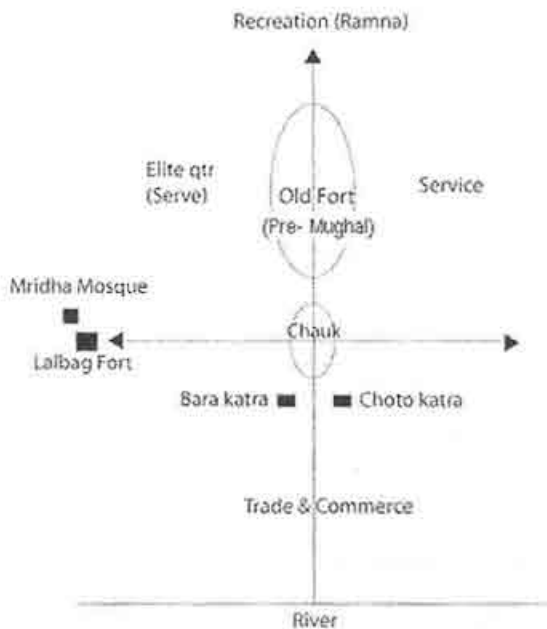 Recreation (Ramna)
Elite qtr
(Serve)
Old Fort
(Pre- Mughal)
Service
Mridha Mosque
Lalbag Fort
Chauk
Bara katra
Choto katra
Trade & Commerce
River